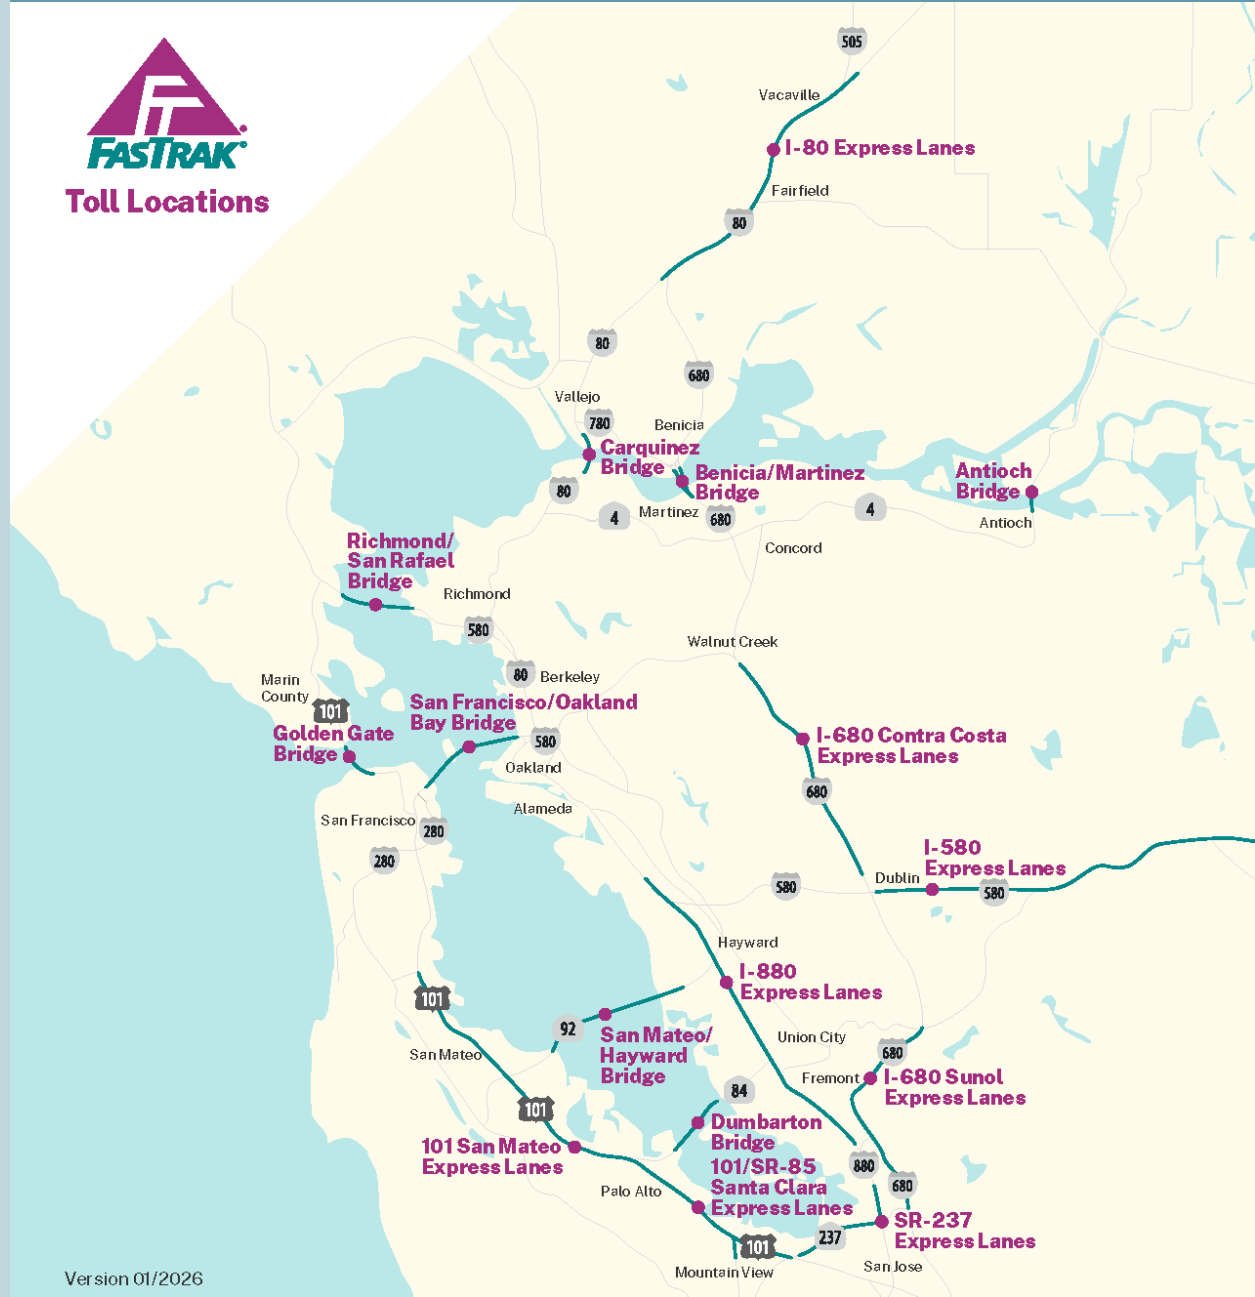 FT
FASTRAK®
Toll Locations
505
Vacaville
I-80 Express Lanes
Fairfield
80
80
680
Vallejo
780
Benicia
Carquinez
Bridge
Benicia/Martinez
Bridge
Antioch
Bridge
80
4
Martinez
680
4
Antioch
Concord
Richmond/
San Rafael
Bridge
Richmond
580
Walnut Creek
80
Berkeley
Marin
County
101
San Francisco/Oakland
Bay Bridge
Golden Gate
Bridge
580
Oakland
I-680 Contra Costa
Express Lanes
680
Alameda
San Francisco
280
280
I-580
Express Lanes
Dublin
580
580
Hayward
I-880
Express Lanes
101
92
San Mateo/
Hayward
Bridge
San Mateo
Union City
680
Fremont
I-680 Sunol
Express Lanes
84
101
Dumbarton
Bridge
101 San Mateo
Express Lanes
101/SR-85
Santa Clara
Express Lanes
880
680
Palo Alto
SR-237
Express Lanes
237
101
Mountain View
San Jose
Version 01/2026